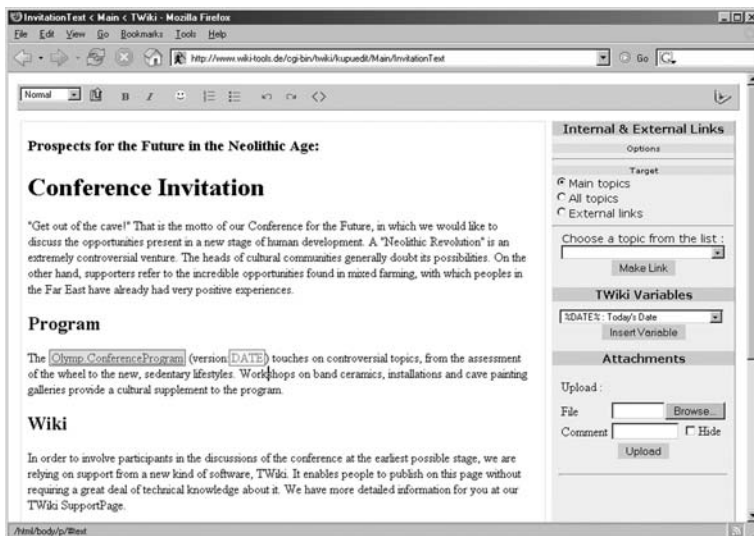 InvitationText < Main < TWiki - Mozilla Firefox
File Edit View Go Bookmarks Tools Help
http://www.wiki-tools.de/cgi-bin/twiki/kupuedit/Main/InvitationText
Go
Normal
B I
Prospects for the Future in the Neolithic Age:
Conference Invitation
"Get out of the cave!" That is the motto of our Conference for the Future, in which we would like to
discuss the opportunities present in a new stage of human development. A "Neolithic Revolution" is an
extremely controversial venture. The heads of cultural communities generally doubt its possibilities. On the
other hand, supporters refer to the incredible opportunities found in mixed farming, with which peoples in
the Far East have already had very positive experiences.
Program
The Olymp.ConferenceProgram (version DATE) touches on controversial topics, from the assessment
of the wheel to the new, sedentary lifestyles. Workshops on band ceramics, installations and cave painting
galleries provide a cultural supplement to the program.
Wiki
In order to involve participants in the discussions of the conference at the earliest possible stage, we are
relying on support from a new kind of software, TWiki. It enables people to publish on this page without
requiring a great deal of technical knowledge about it. We have more detailed information for you at our
TWiki SupportPage.
Internal & External Links
Options
Target
Main topics
All topics
External links
Choose a topic from the list :
Make Link
TWiki Variables
%DATE% : Today's Date
Insert Variable
Attachments
Upload :
File Browse...
Comment Hide
Upload
/html/body/p/#text